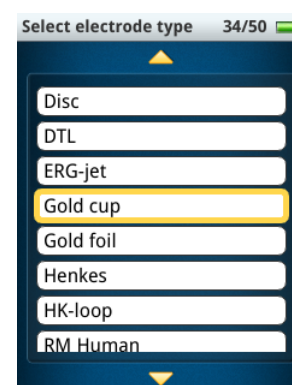 Select electrode type 34/50
Disc
DTL
ERG-jet
Gold cup
Gold foil
Henkes
HK-loop
RM Human